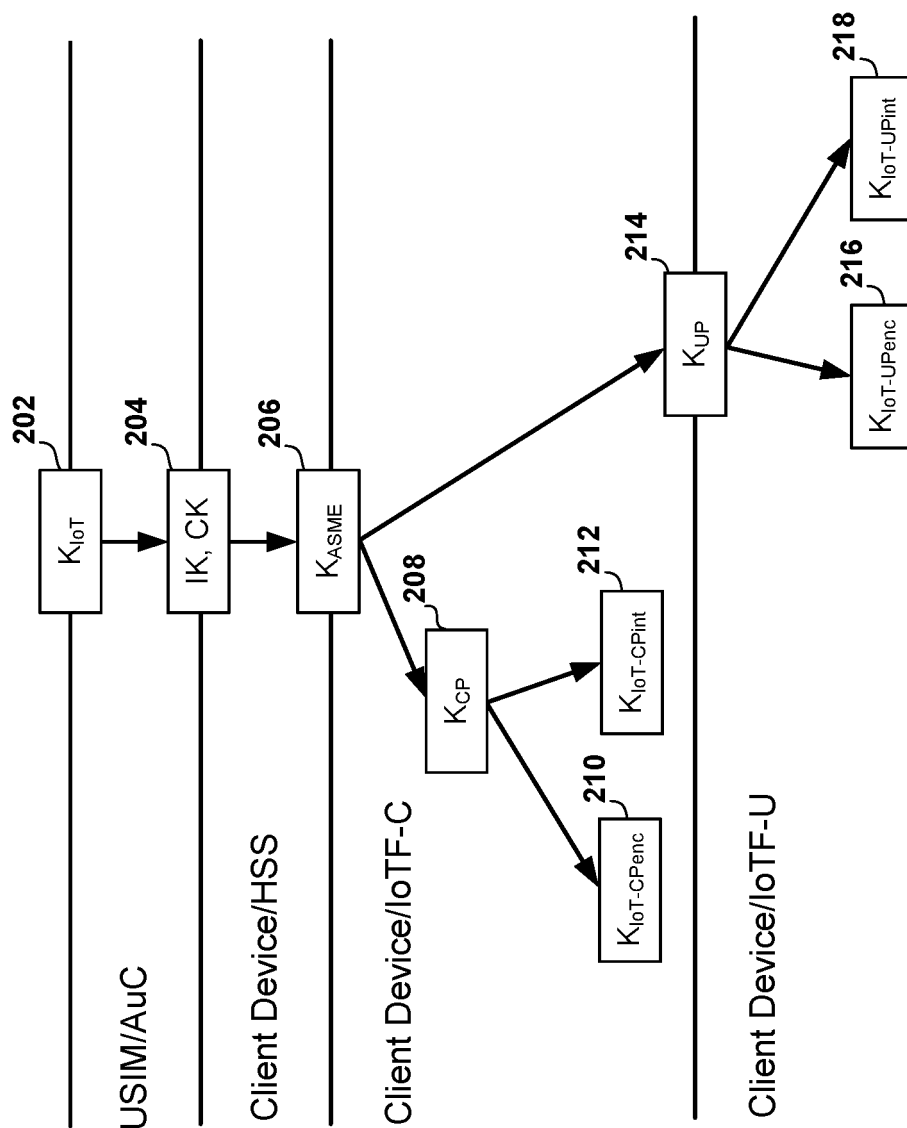 202
K_IoT
USIM/AuC
204
IK, CK
Client Device/HSS
206
K_ASME
Client Device/IoTF-C
208
K_CP
210
K_IoT-CPenc
212
K_IoT-CPint
214
K_UP
Client Device/IoTF-U
216
K_IoT-UPenc
218
K_IoT-UPint